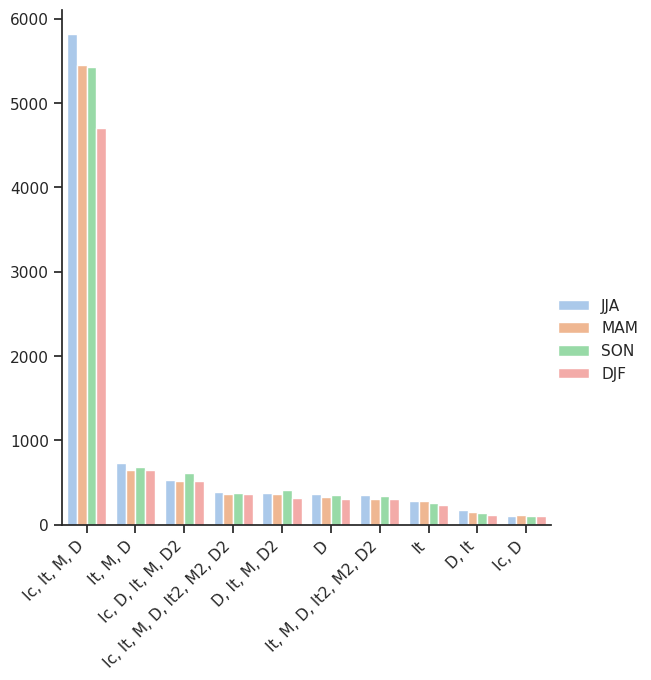 6000
5000
4000
3000
2000
1000
0
Ic, It, M, D
It, M, D
Ic, D, It, M, D2
Ic, It, M, D, It2, M2, D2
D, It, M, D2
D
It, M, D, It2, M2, D2
It
D, It
Ic, D
JJA
MAM
SON
DJF